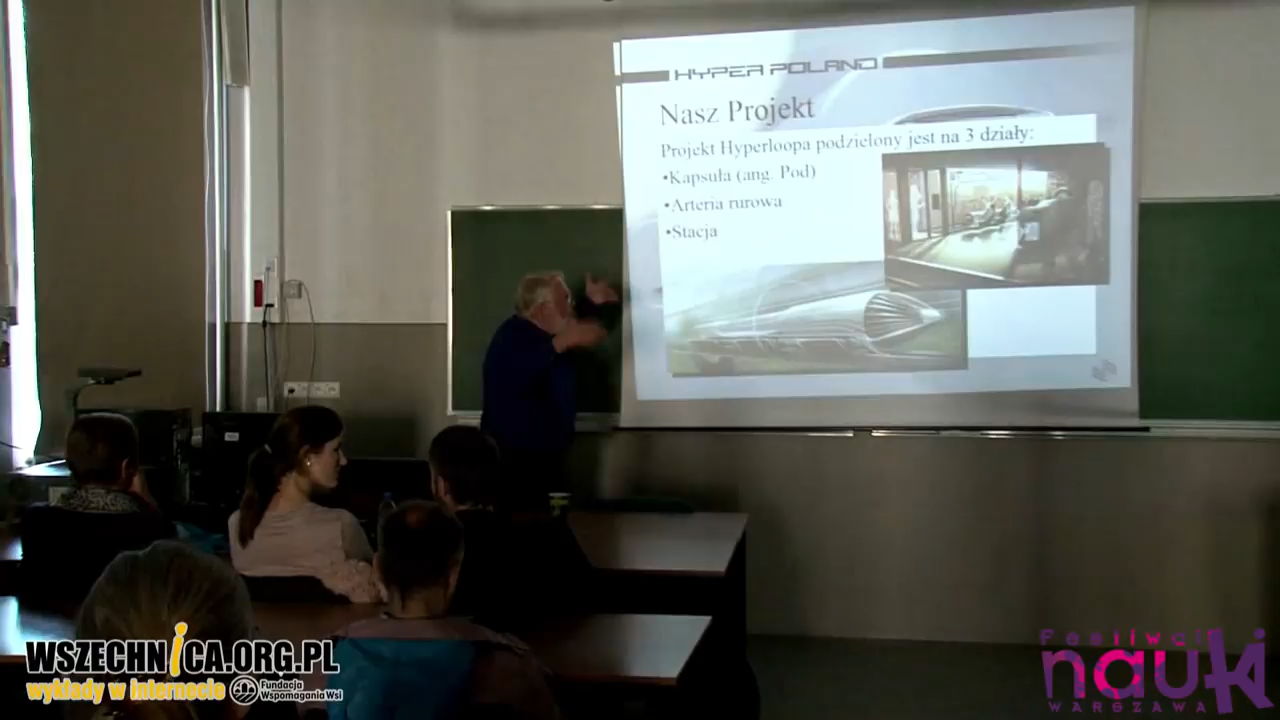 HYPER POLAND
Nasz Projekt
Projekt Hyperloopa podzielony jest na 3 działy:
•Kapsuła (ang. Pod)
•Arteria rurowa
•Stacja
WSZECHNICA.ORG.PL
wykłady w internecie
Fundacja
Wspomagania Wsi
Festiwal
nauki
WARSZAWA